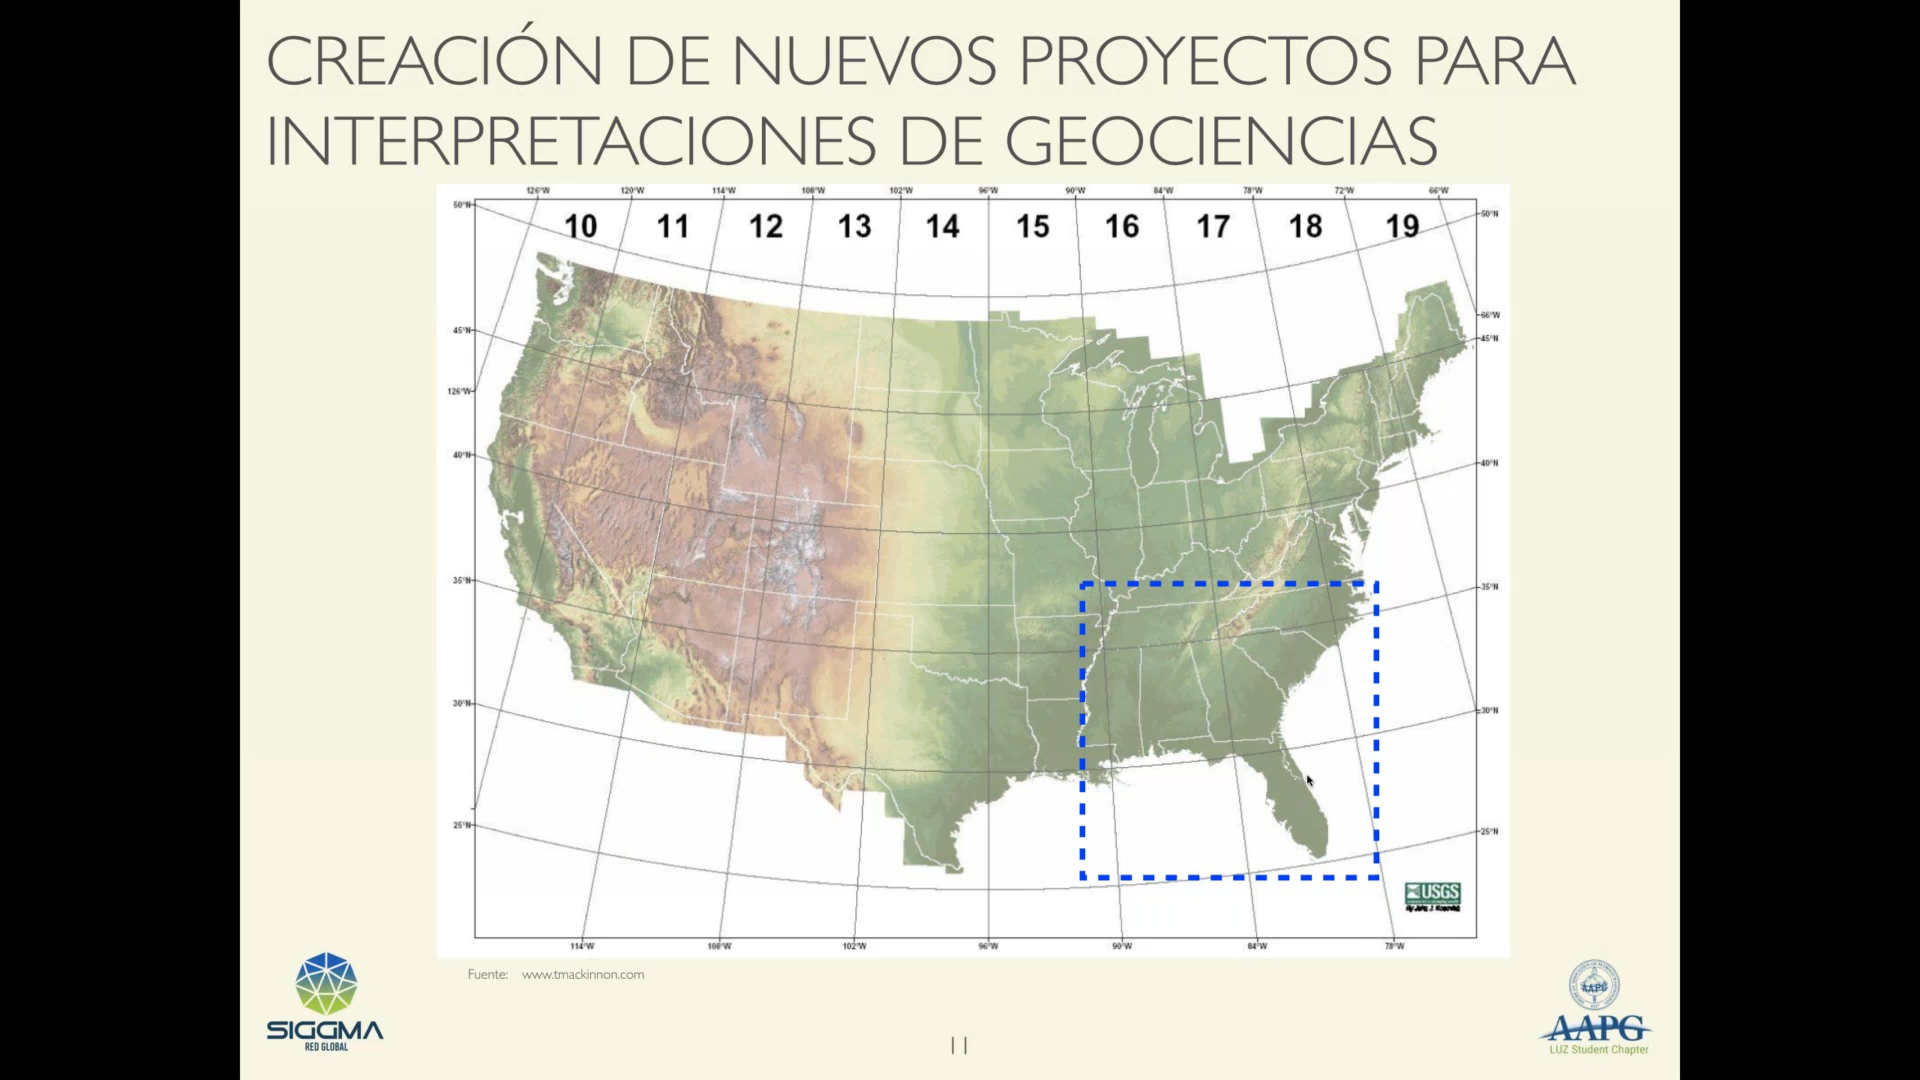 CREACIÓN DE NUEVOS PROYECTOS PARA
INTERPRETACIONES DE GEOCIENCIAS
126°W 120°W 114°W 108°W 102°W 96°W 90°W 84°W 78°W 72°W 66°W
50°N 50°N
10 11 12 13 14 15 16 17 18 19
66°W
45°N 45°N
126°W
40°N 40°N
35°N 35°N
30°N 30°N
25°N 25°N
USGS
114°W 108°W 102°W 96°W 90°W 84°W 78°W
Fuente: www.tmackinnon.com
SIGGMA
RED GLOBAL
11
AAPG
AAPG
LUZ Student Chapter